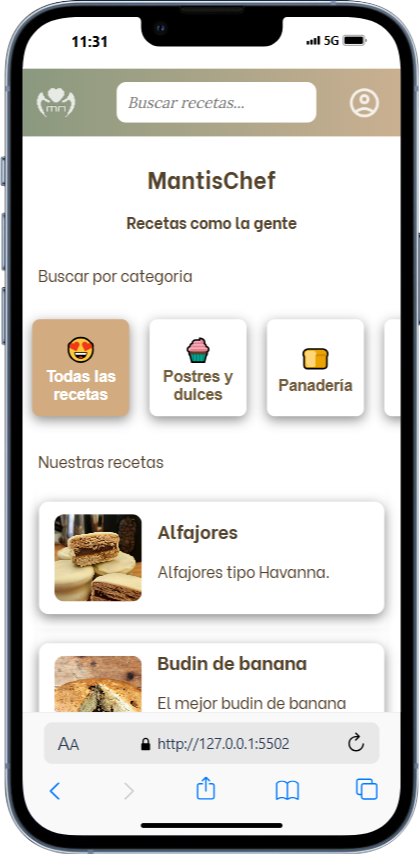 11:31
5G
mn
Buscar recetas...
MantisChef
Recetas como la gente
Buscar por categoria
Todas las
recetas
Postres y
dulces
Panadería
Nuestras recetas
Alfajores
Alfajores tipo Havanna.
Budin de banana
El mejor budin de banana
AA
http://127.0.0.1:5502